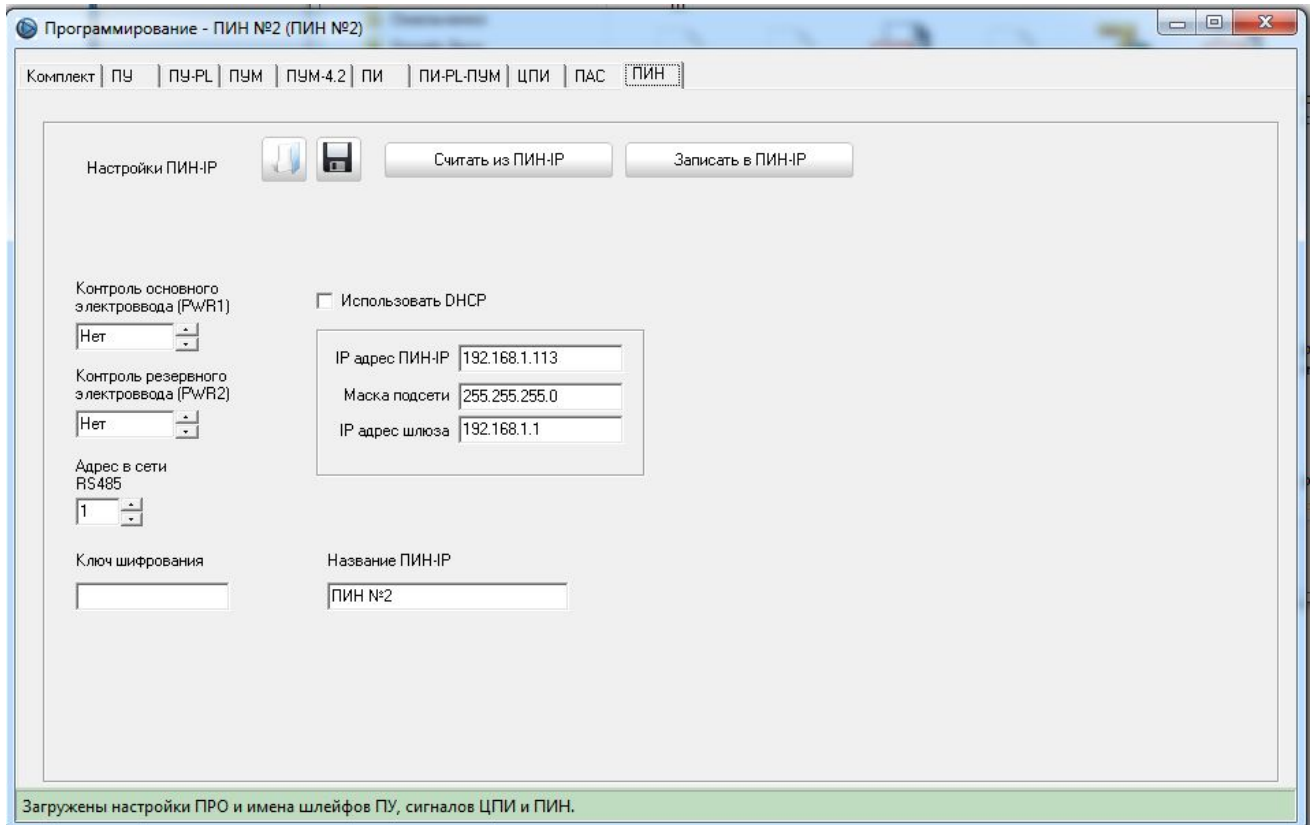 Программирование - ПИН №2 (ПИН №2)
Комплект ПУ ПУ-PL ПУМ ПУМ-4.2 ПИ ПИ-PL-ПУМ ЦПИ ПАС ПИН
Настройки ПИН-IP Считать из ПИН-IP Записать в ПИН-IP
Контроль основного
электроввода (PWR1)
Нет
Контроль резервного
электроввода (PWR2)
Нет
Адрес в сети
RS485
1
Использовать DHCP
IP адрес ПИН-IP 192.168.1.113
Маска подсети 255.255.255.0
IP адрес шлюза 192.168.1.1
Ключ шифрования
Название ПИН-IP
ПИН №2
Загружены настройки ПРО и имена шлейфов ПУ, сигналов ЦПИ и ПИН.